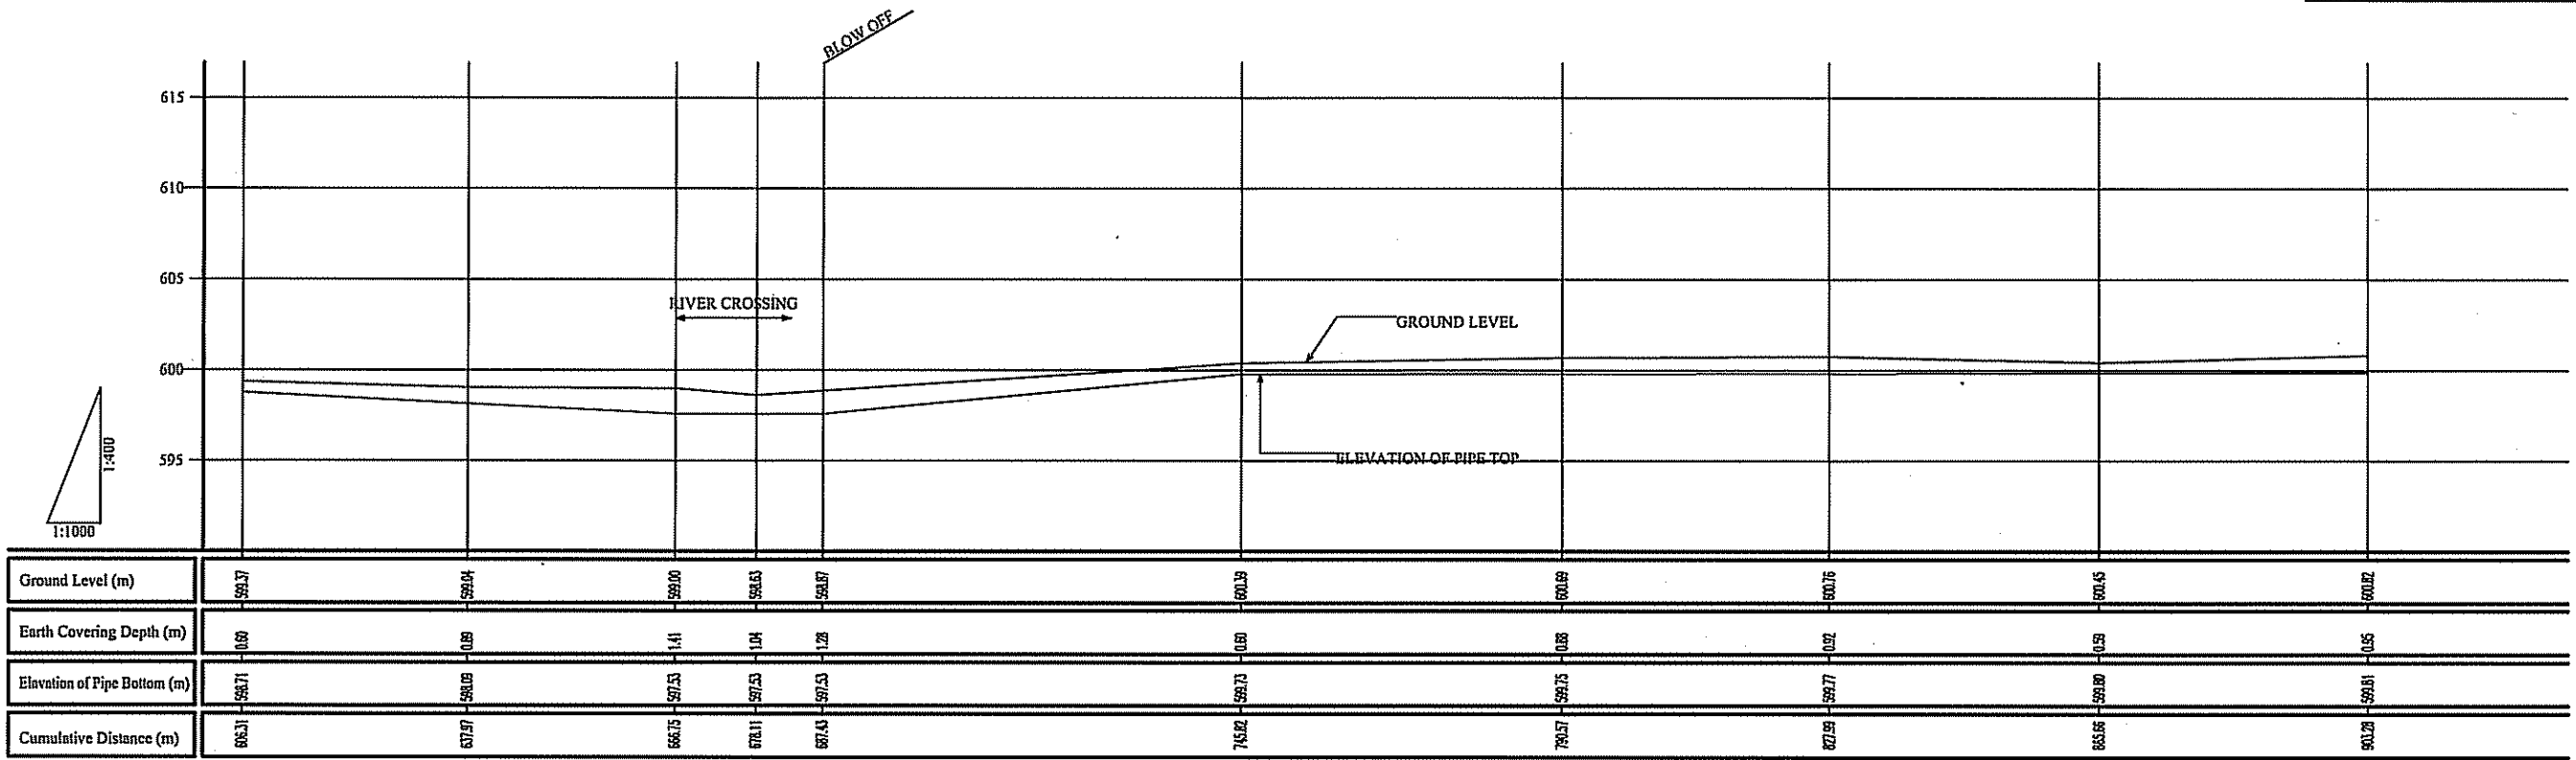 BLOW OFF
615
610
605
RIVER CROSSING
GROUND LEVEL
600
1:400
595
ELEVATION OF PIPE TOP
1:1000
Ground Level (m) 599.37 599.04 599.00 598.63 598.87 600.39 600.69 600.76 600.45 600.82
Earth Covering Depth (m) 0.60 0.89 1.41 1.04 1.28 0.60 0.88 0.92 0.59 0.95
Elavation of Pipe Bottom (m) 598.71 598.09 597.53 597.53 597.53 599.73 599.75 599.77 599.80 599.81
Cumulative Distance (m) 606.31 637.97 666.75 678.11 687.43 745.82 790.57 827.99 865.66 903.28